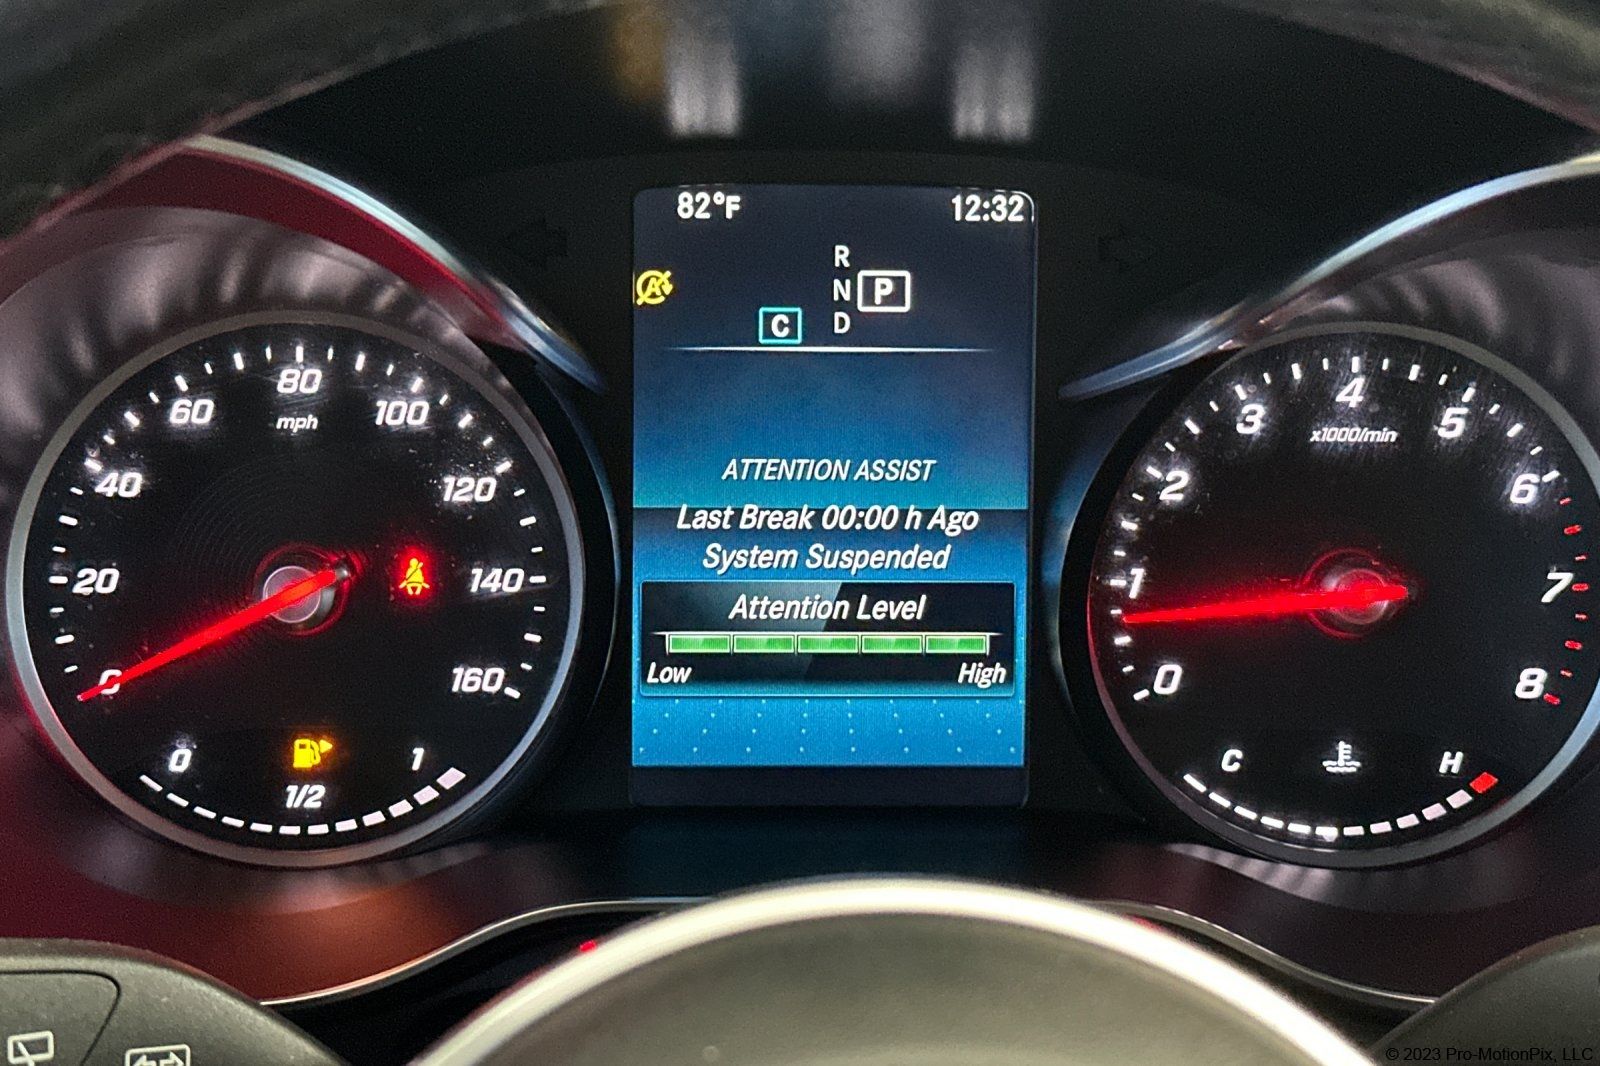 82°F 12:32
R
N P
C D
ATTENTION ASSIST
Last Break 00:00 h Ago
System Suspended
Attention Level
Low High
0
20
40
60
80
100
120
140
160
mph
0 1/2 1
0
1
2
3
4
5
6
7
8
x1000/min
C H
A
© 2023 Pro-MotionPix, LLC